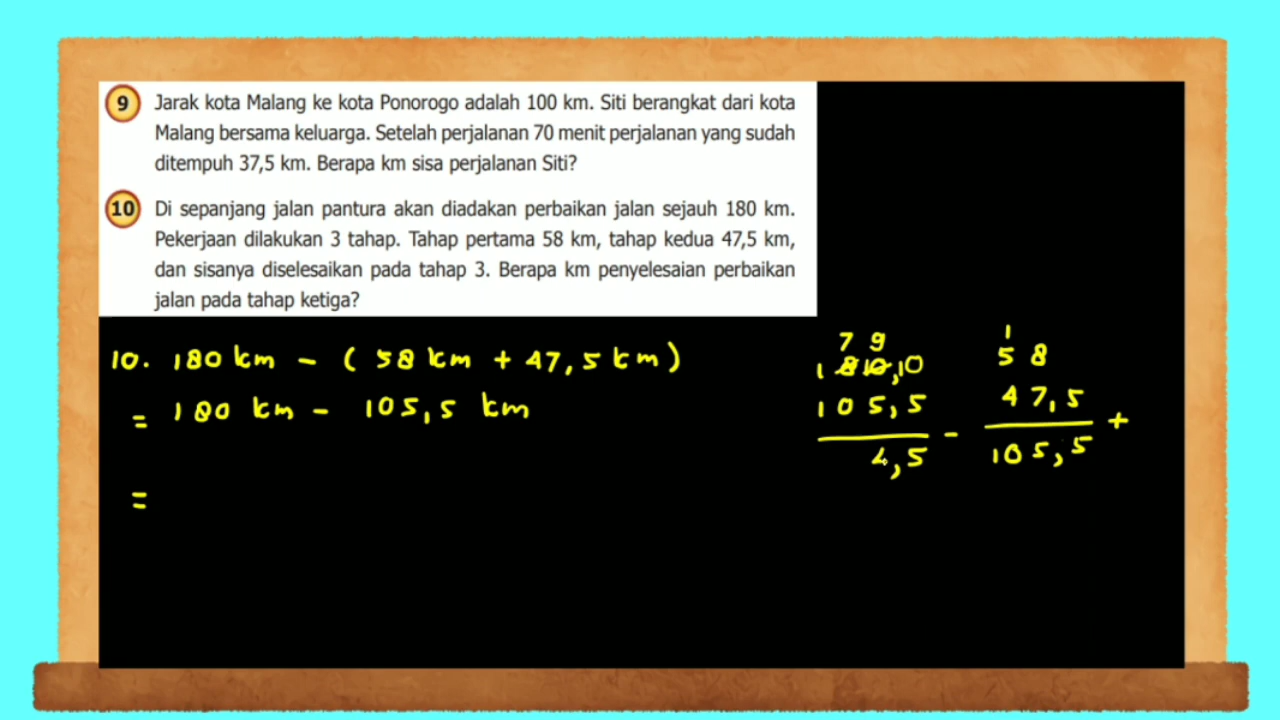 9 Jarak kota Malang ke kota Ponorogo adalah 100 km. Siti berangkat dari kota
Malang bersama keluarga. Setelah perjalanan 70 menit perjalanan yang sudah
ditempuh 37,5 km. Berapa km sisa perjalanan Siti?
10 Di sepanjang jalan pantura akan diadakan perbaikan jalan sejauh 180 km.
Pekerjaan dilakukan 3 tahap. Tahap pertama 58 km, tahap kedua 47,5 km,
dan sisanya diselesaikan pada tahap 3. Berapa km penyelesaian perbaikan
jalan pada tahap ketiga?
10. 180 km - ( 58 km + 47,5 km )
= 180 km - 105,5 km
=
7 9
1 8 10,10
105,5
-
4,5
1
58
47,5
+
105,5